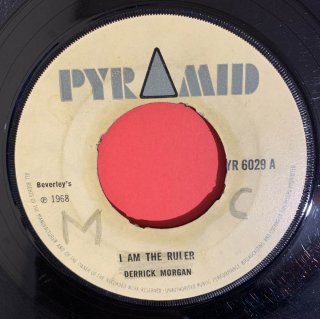 PYRAMID
YR 6029 A
Beverley's
℗ 1968
M C
I AM THE RULER
DERRICK MORGAN